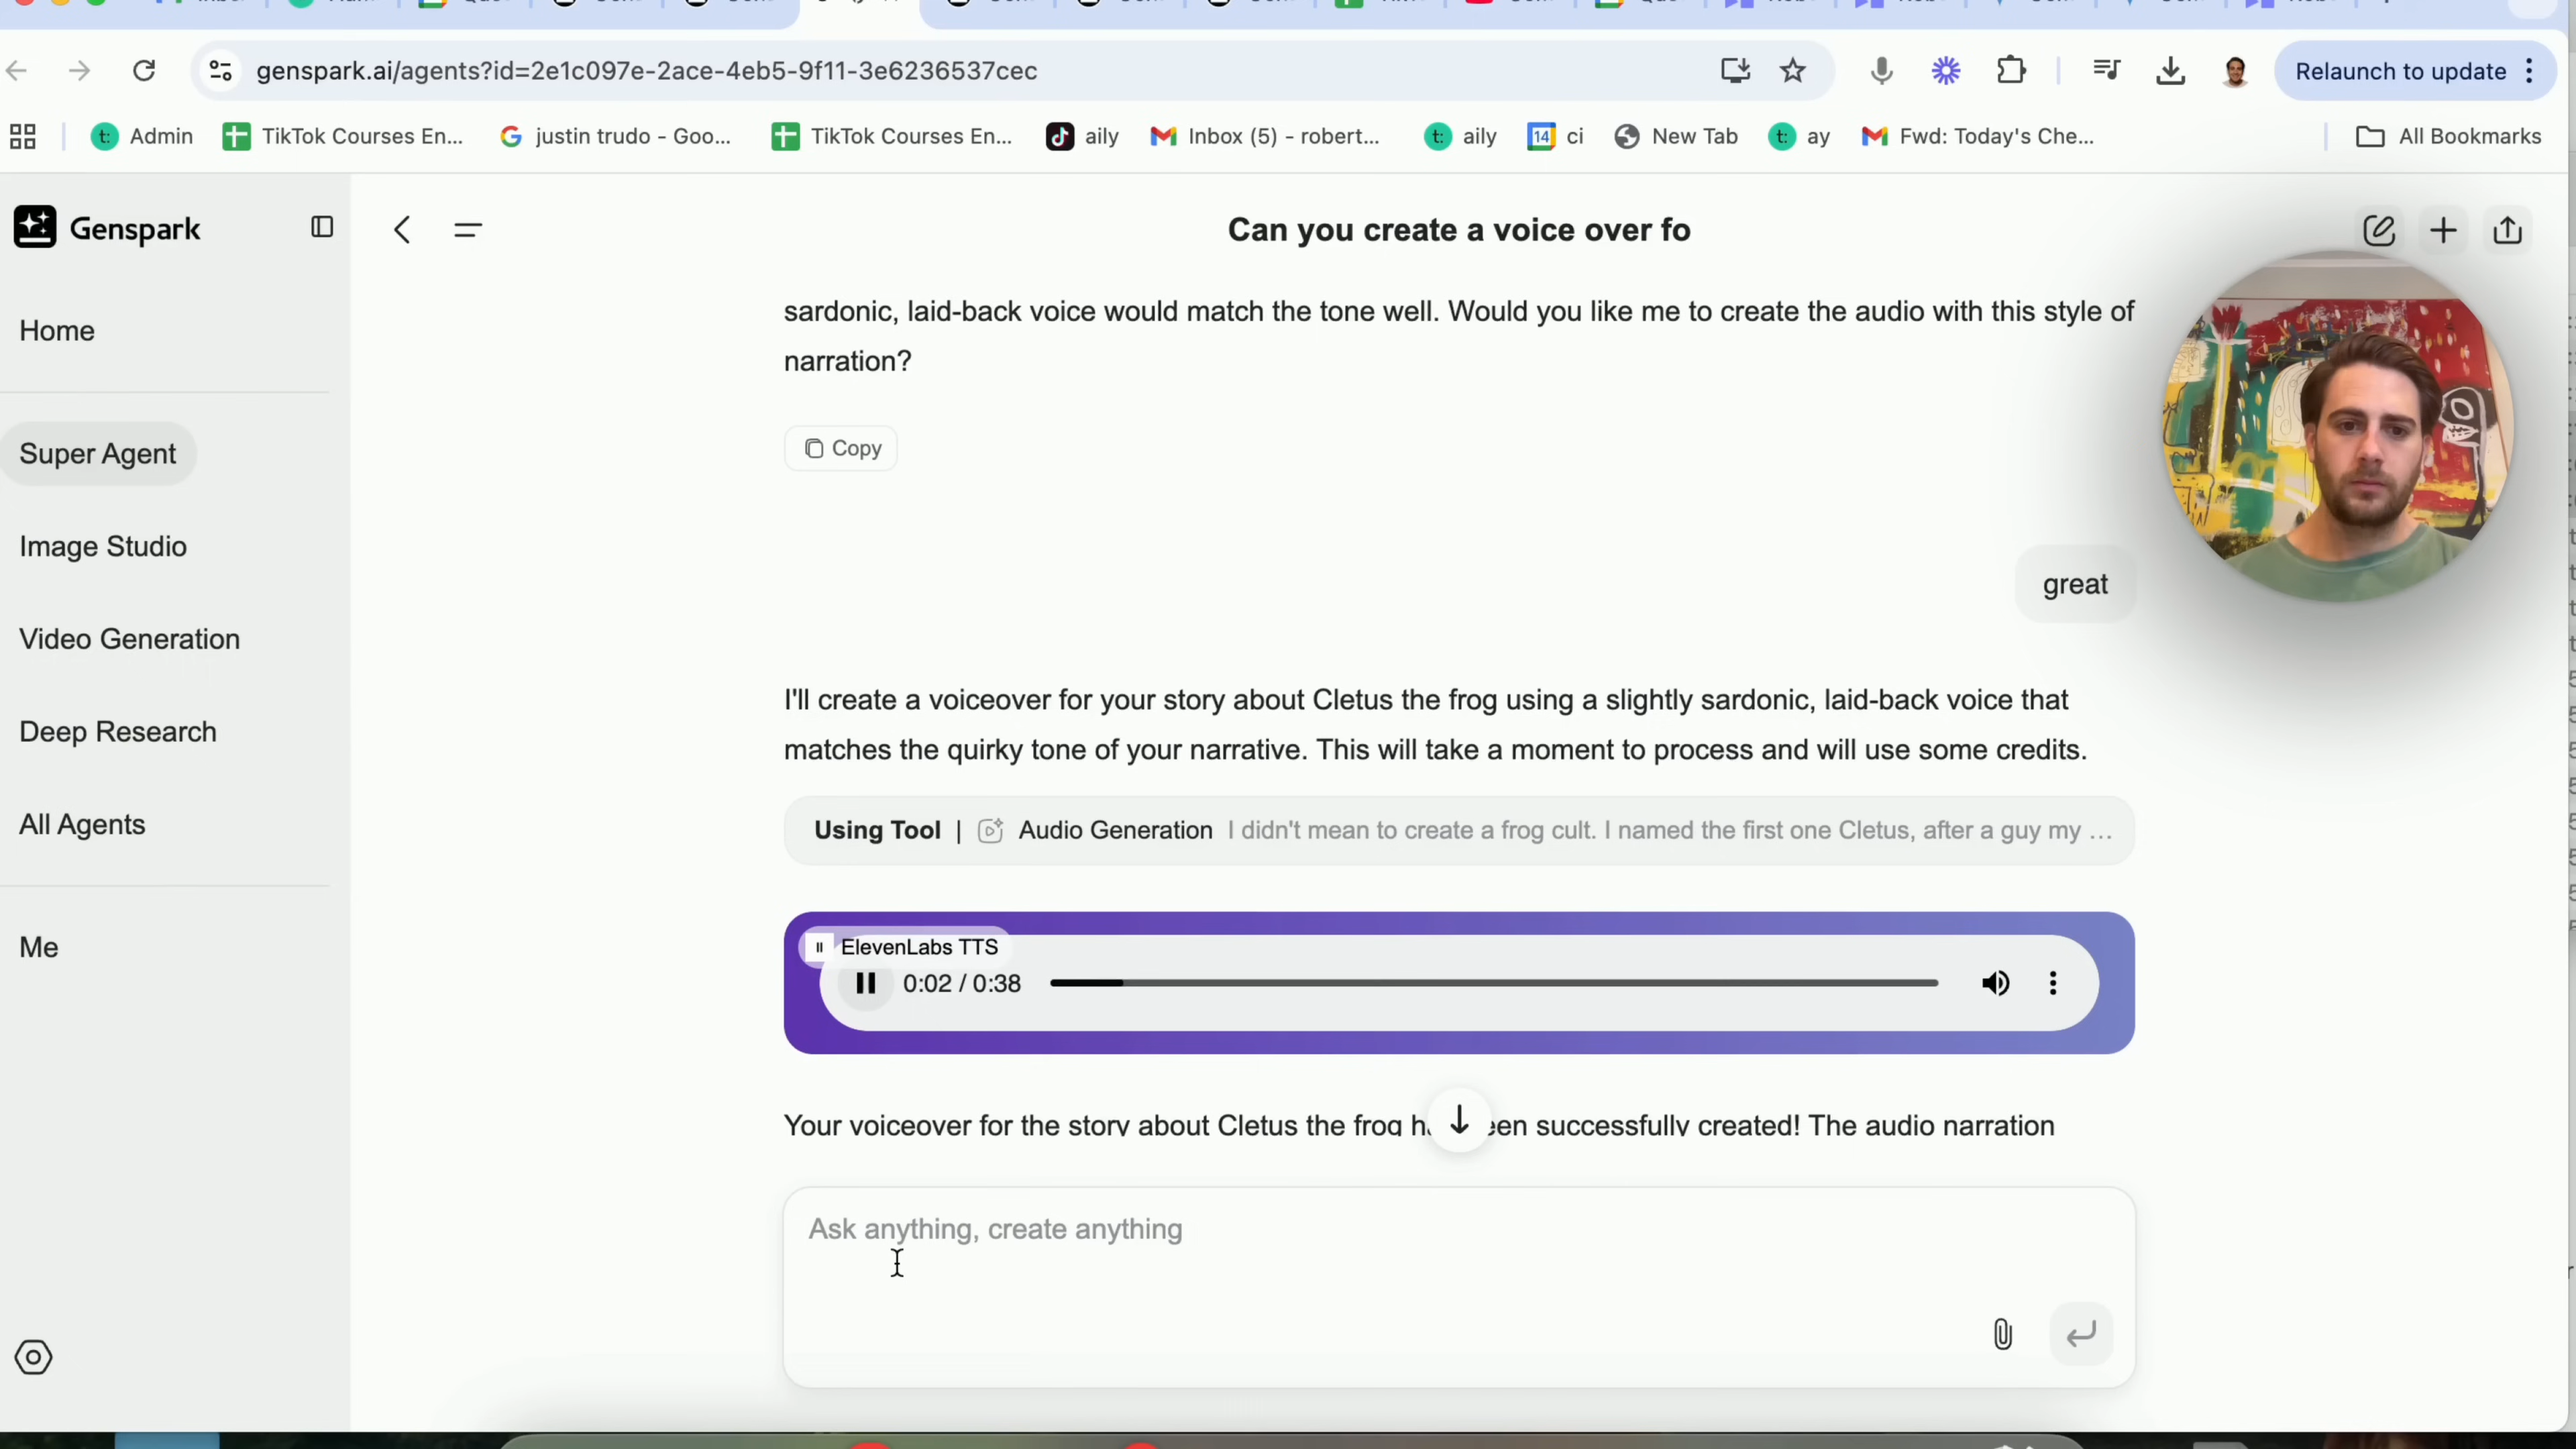 genspark.ai/agents?id=2e1c097e-2ace-4eb5-9f11-3e6236537cec
Relaunch to update
Admin
TikTok Courses En...
justin trudo - Goo...
TikTok Courses En...
aily
Inbox (5) - robert...
aily
14
ci
New Tab
ay
Fwd: Today's Che...
All Bookmarks
Genspark
Can you create a voice over fo
Home
Super Agent
Image Studio
Video Generation
Deep Research
All Agents
Me
sardonic, laid-back voice would match the tone well. Would you like me to create the audio with this style of
narration?
Copy
great
I'll create a voiceover for your story about Cletus the frog using a slightly sardonic, laid-back voice that
matches the quirky tone of your narrative. This will take a moment to process and will use some credits.
Using Tool | Audio Generation I didn't mean to create a frog cult. I named the first one Cletus, after a guy my ...
ElevenLabs TTS
0:02 / 0:38
Your voiceover for the story about Cletus the frog successfully created! The audio narration
Ask anything, create anything